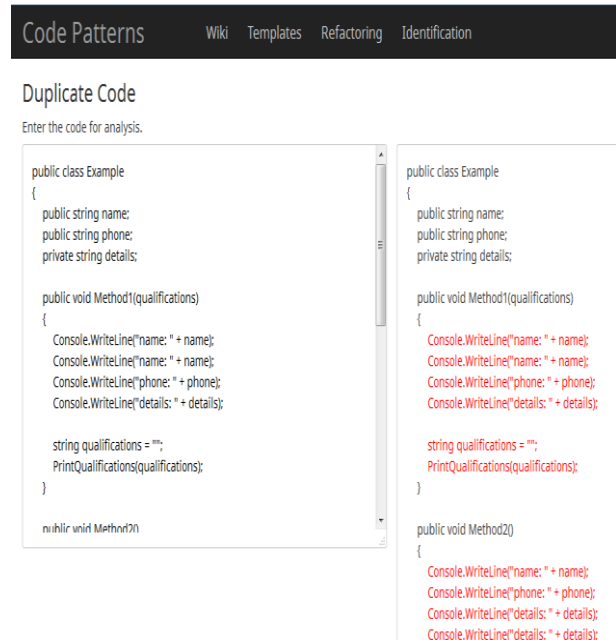 Code Patterns Wiki Templates Refactoring Identification
Duplicate Code
Enter the code for analysis.
public class Example
{
public string name;
public string phone;
private string details;
public void Method1(qualifications)
{
Console.WriteLine("name: " + name);
Console.WriteLine("name: " + name);
Console.WriteLine("phone: " + phone);
Console.WriteLine("details: " + details);
string qualifications = "";
PrintQualifications(qualifications);
}
public void Method2()
public class Example
{
public string name;
public string phone;
private string details;
public void Method1(qualifications)
{
Console.WriteLine("name: " + name);
Console.WriteLine("name: " + name);
Console.WriteLine("phone: " + phone);
Console.WriteLine("details: " + details);
string qualifications = "";
PrintQualifications(qualifications);
}
public void Method2()
{
Console.WriteLine("name: " + name);
Console.WriteLine("phone: " + phone);
Console.WriteLine("details: " + details);
Console.WriteLine("details: " + details);